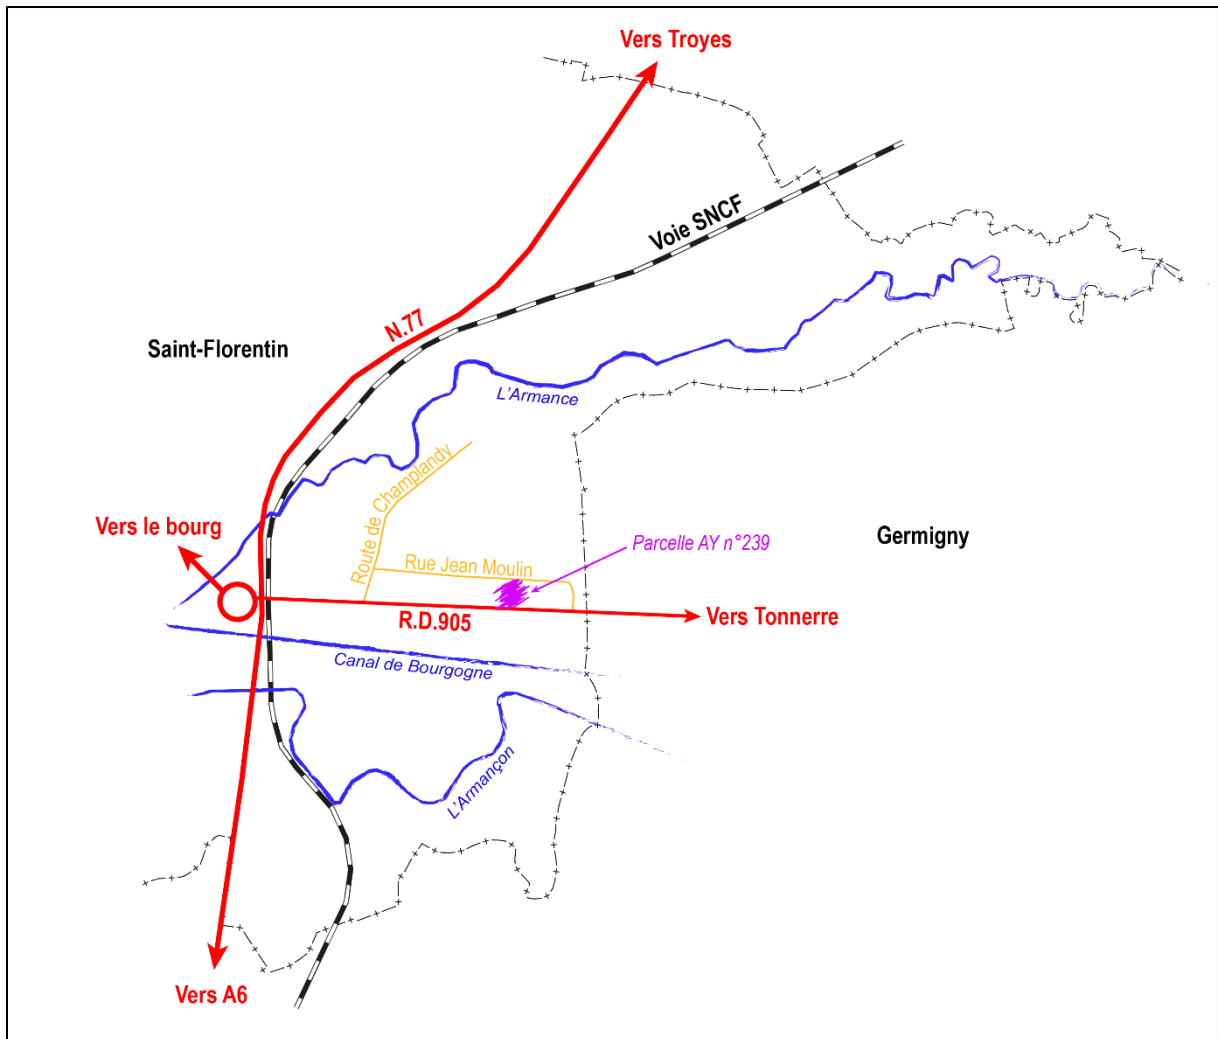 Vers Troyes
Voie SNCF
N.77
Saint-Florentin
L'Armance
Route de Champlandy
Vers le bourg
Germigny
Parcelle AY n°239
Rue Jean Moulin
R.D.905
Vers Tonnerre
Canal de Bourgogne
L'Armançon
Vers A6